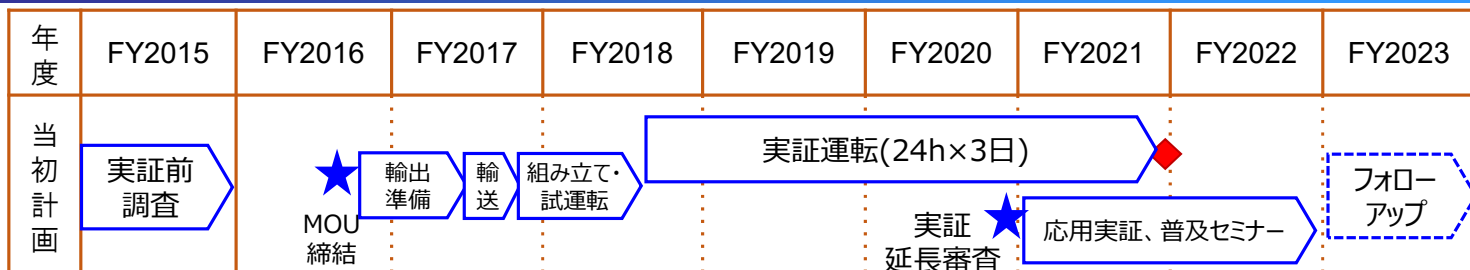 年度
FY2015
FY2016
FY2017
FY2018
FY2019
FY2020
FY2021
FY2022
FY2023
当初計画
実証前
調査
MOU
締結
輸出
準備
輸
送
組み立て・
試運転
実証運転(24h×3日)
実証
延長審査
応用実証、普及セミナー
フォロー
アップ